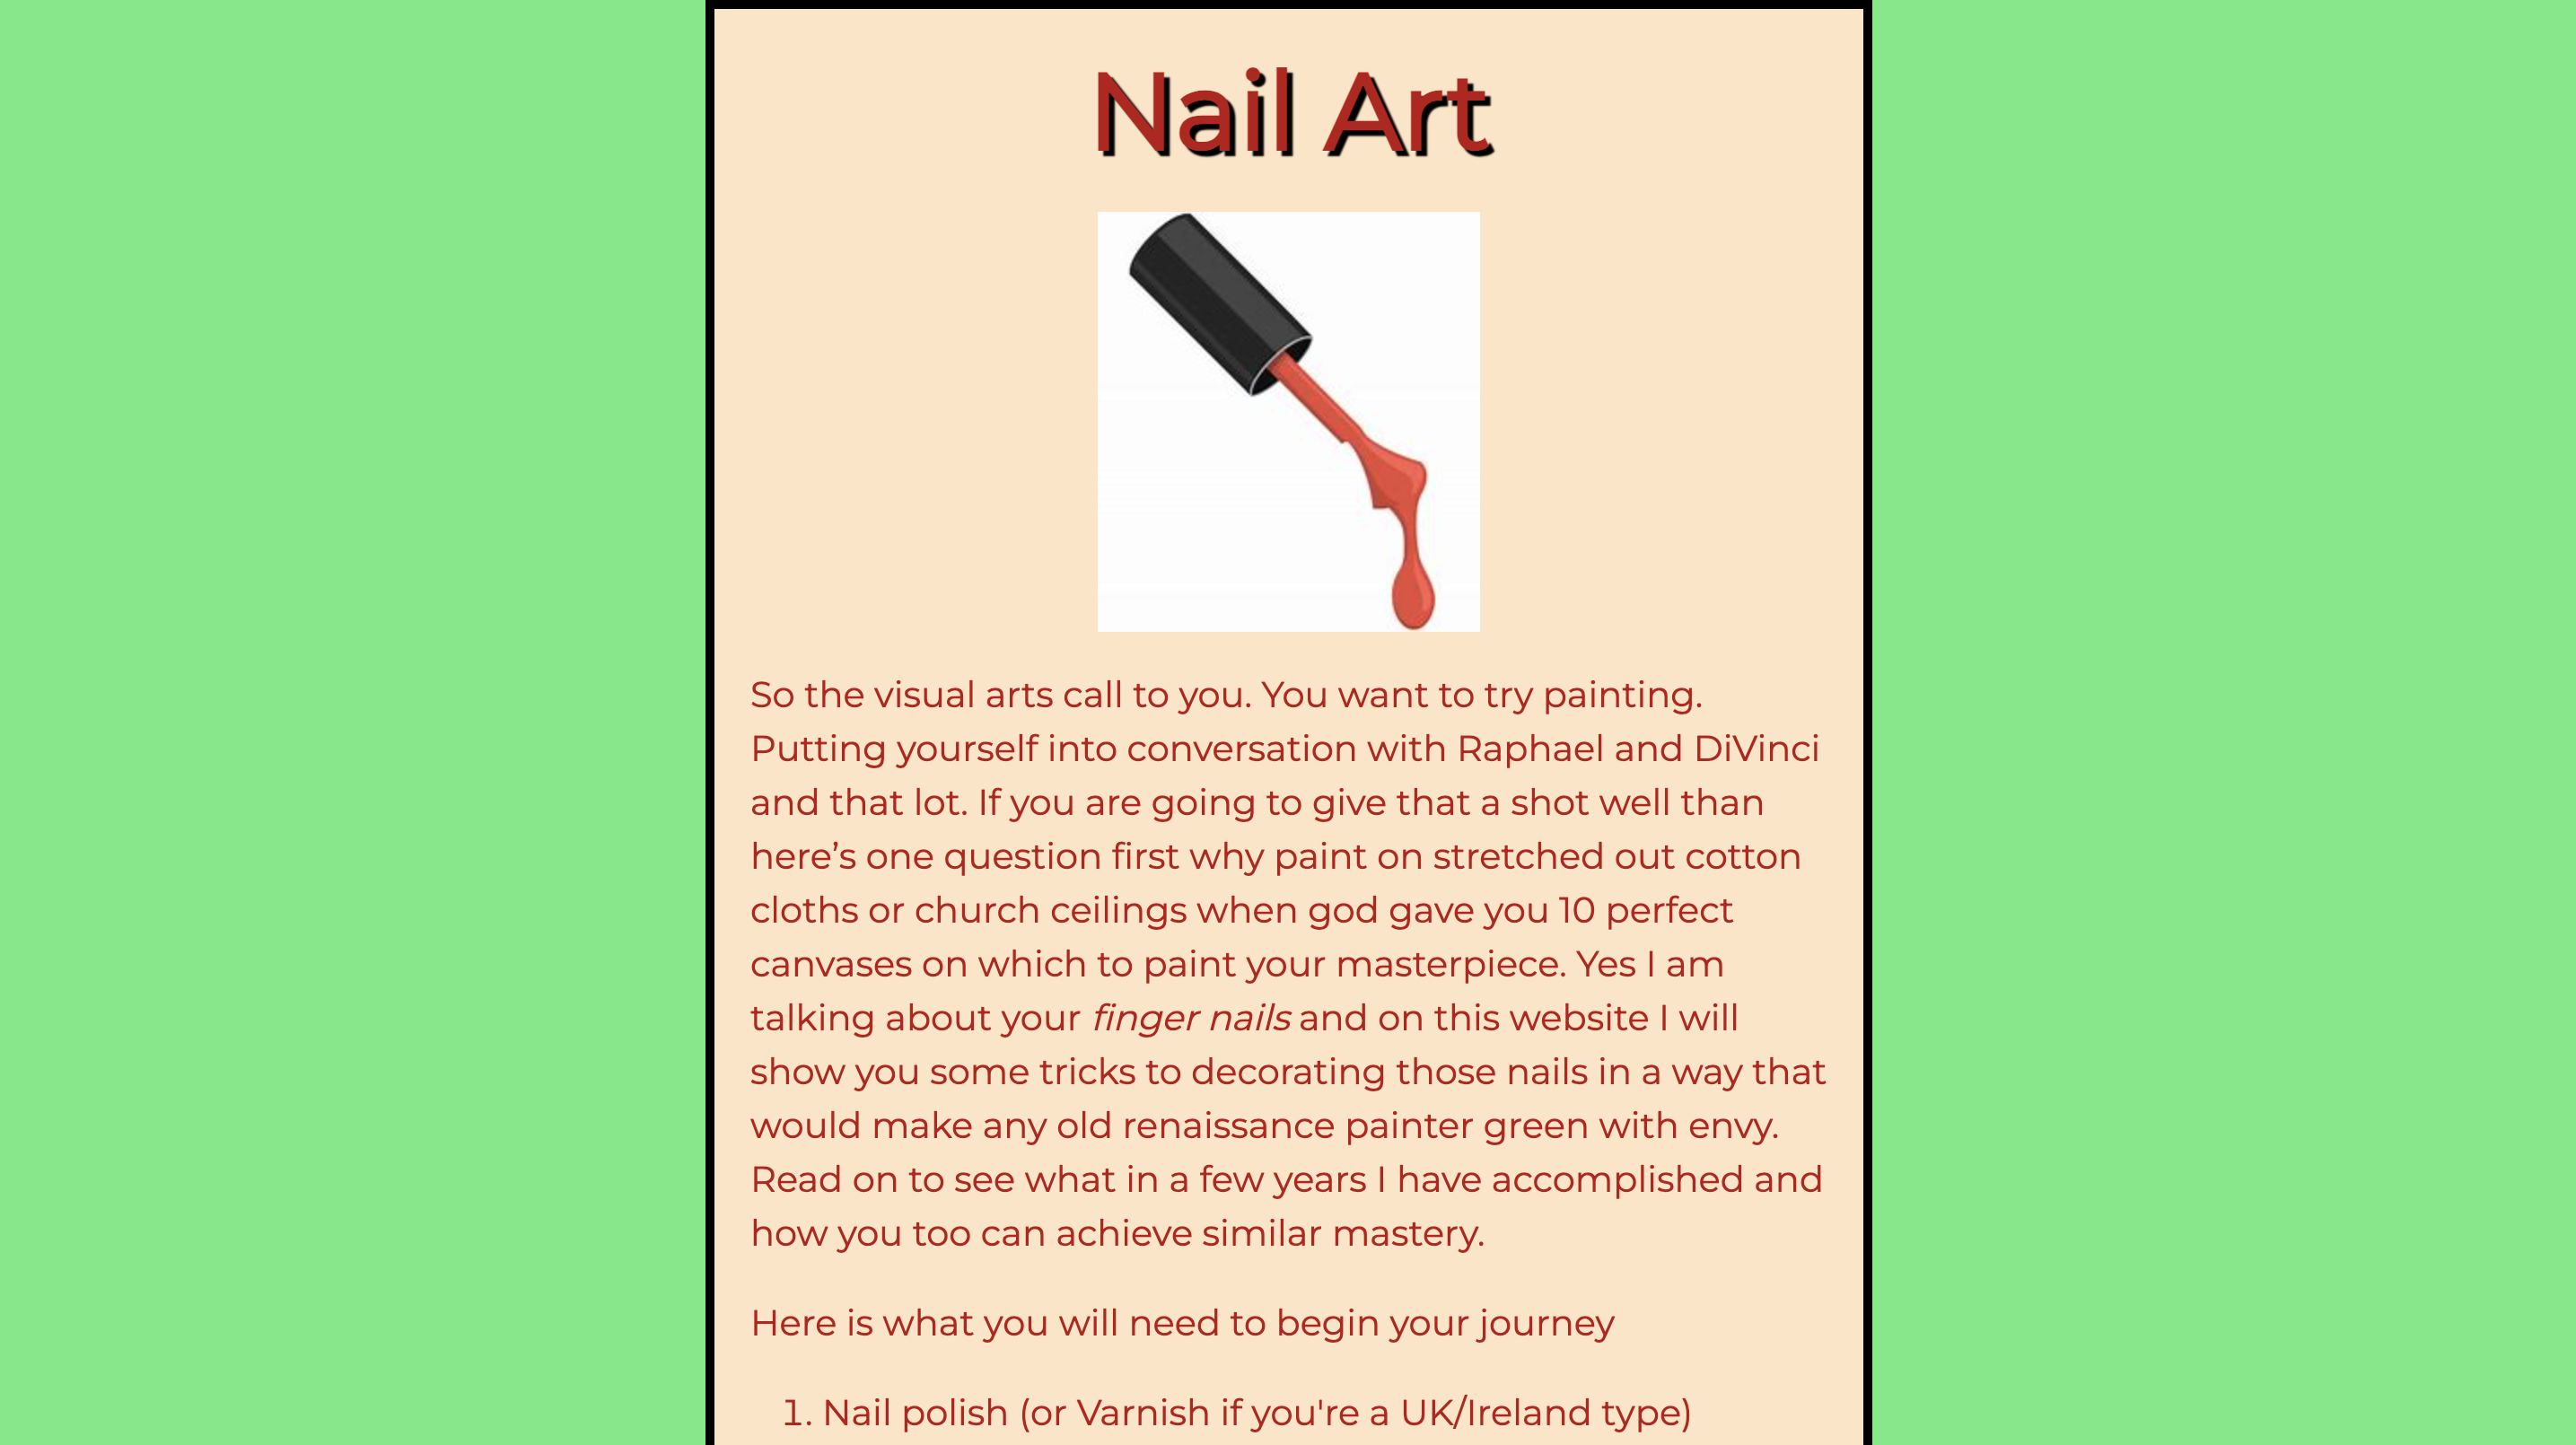 Nail Art
So the visual arts call to you. You want to try painting.
Putting yourself into conversation with Raphael and DiVinci
and that lot. If you are going to give that a shot well than
here’s one question first why paint on stretched out cotton
cloths or church ceilings when god gave you 10 perfect
canvases on which to paint your masterpiece. Yes I am
talking about your finger nails and on this website I will
show you some tricks to decorating those nails in a way that
would make any old renaissance painter green with envy.
Read on to see what in a few years I have accomplished and
how you too can achieve similar mastery.
Here is what you will need to begin your journey
1. Nail polish (or Varnish if you're a UK/Ireland type)